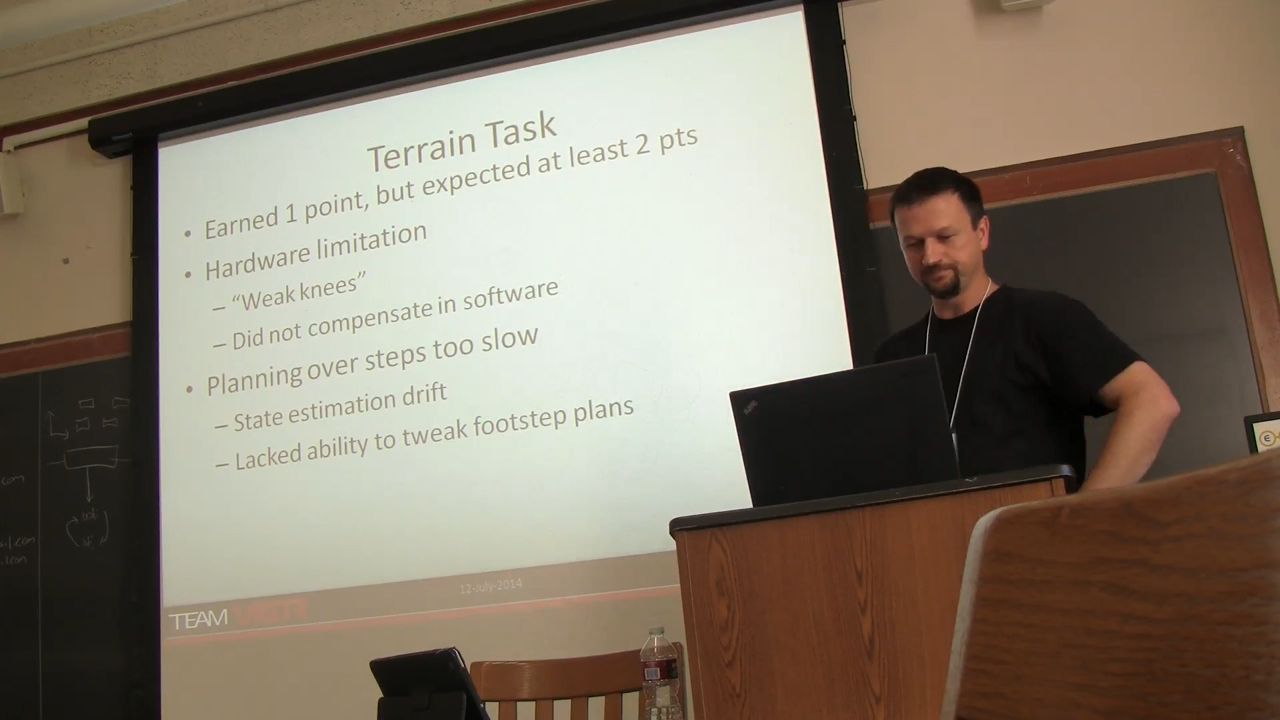 Terrain Task
• Earned 1 point, but expected at least 2 pts
• Hardware limitation
– “Weak knees”
– Did not compensate in software
• Planning over steps too slow
– State estimation drift
– Lacked ability to tweak footstep plans
12-July-2014
TEAM